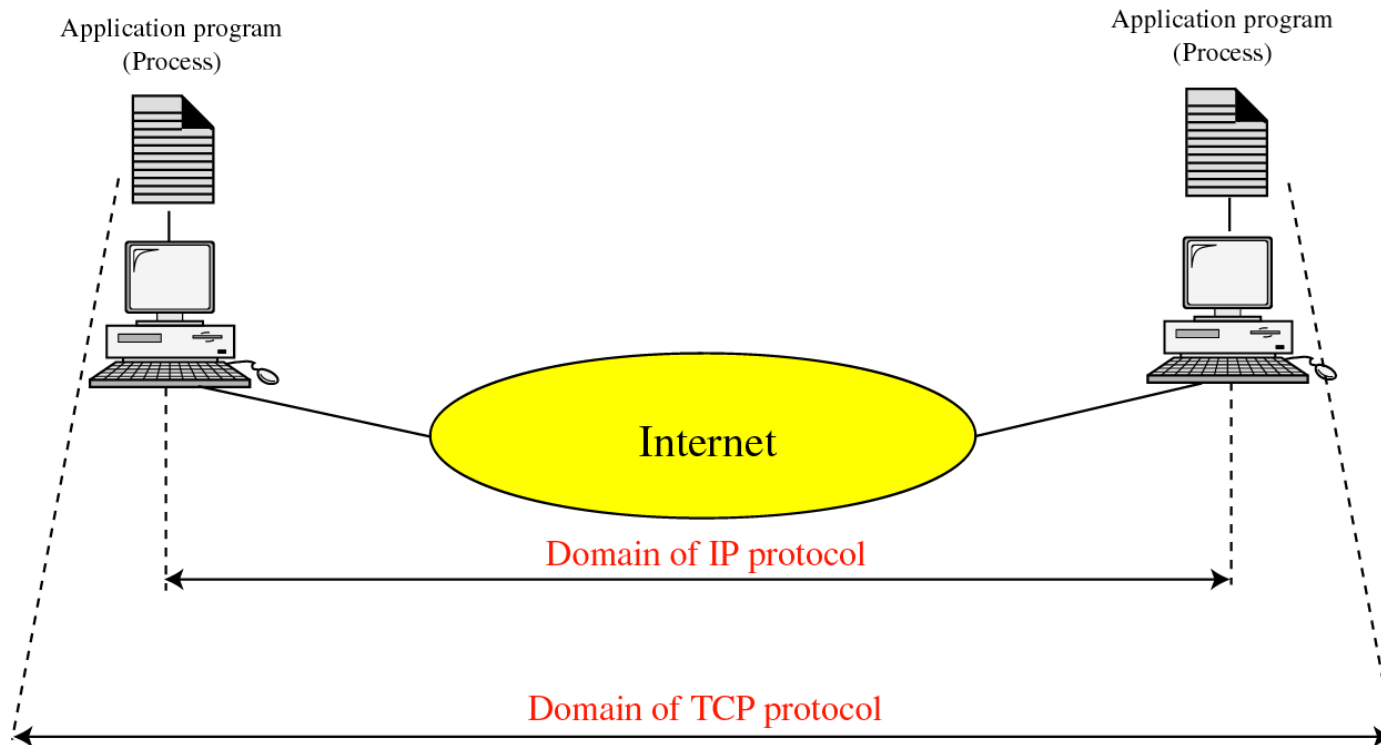 Application program
(Process)
Application program
(Process)
Internet
Domain of IP protocol
Domain of TCP protocol